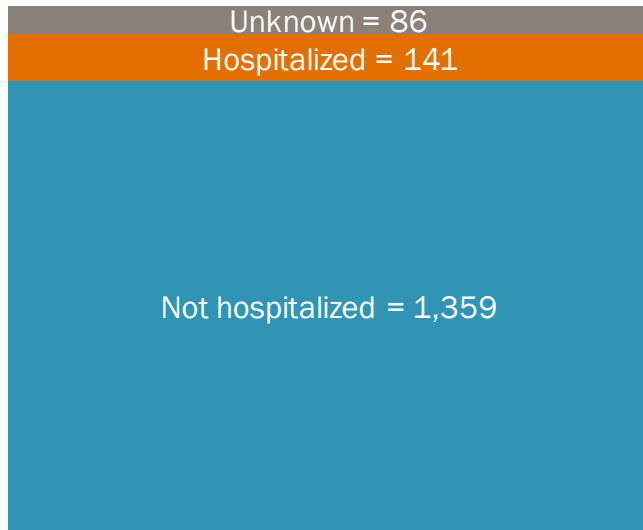 Unknown = 86
Hospitalized = 141
Not hospitalized = 1,359